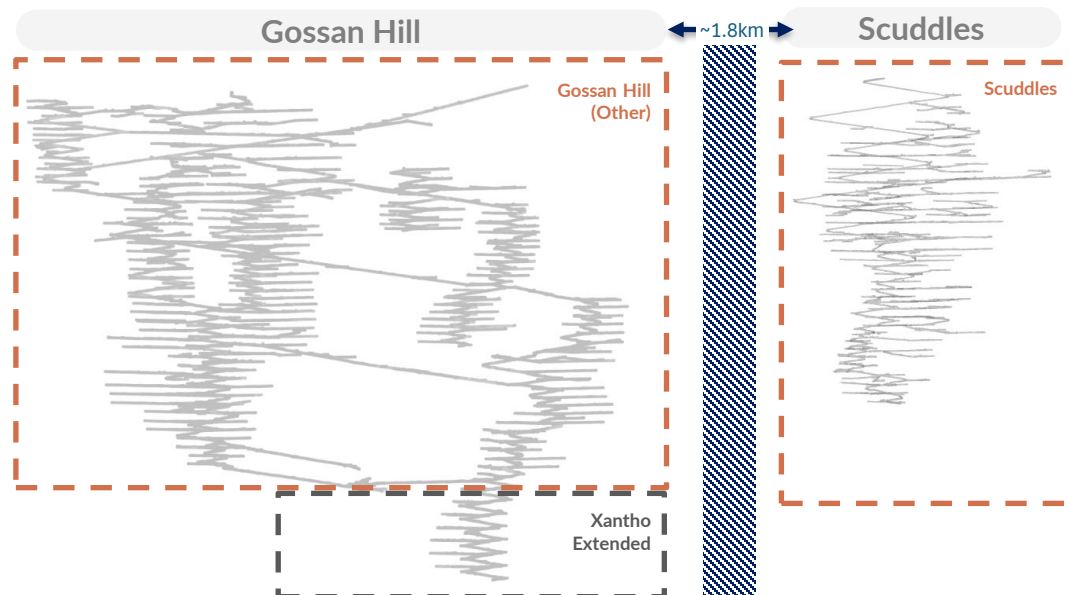 Gossan Hill
~1.8km
Scuddles
Gossan Hill
(Other)
Scuddles
Xantho
Extended